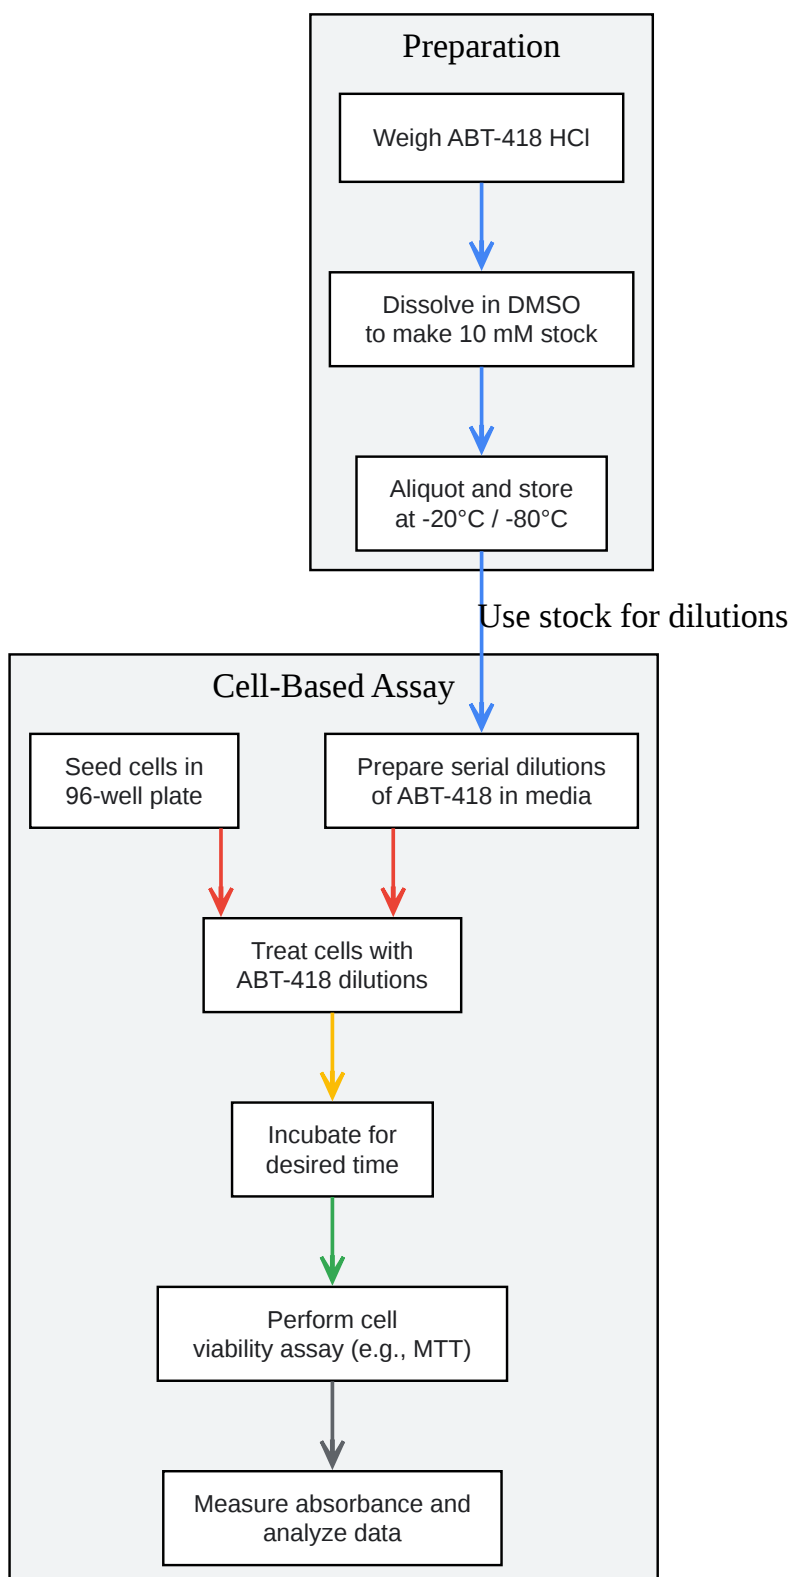 Preparation
Weigh ABT-418 HCl
Dissolve in DMSO
to make 10 mM stock
Aliquot and store
at -20°C / -80°C
Use stock for dilutions
Cell-Based Assay
Seed cells in
96-well plate
Prepare serial dilutions
of ABT-418 in media
Treat cells with
ABT-418 dilutions
Incubate for
desired time
Perform cell
viability assay (e.g., MTT)
Measure absorbance and
analyze data